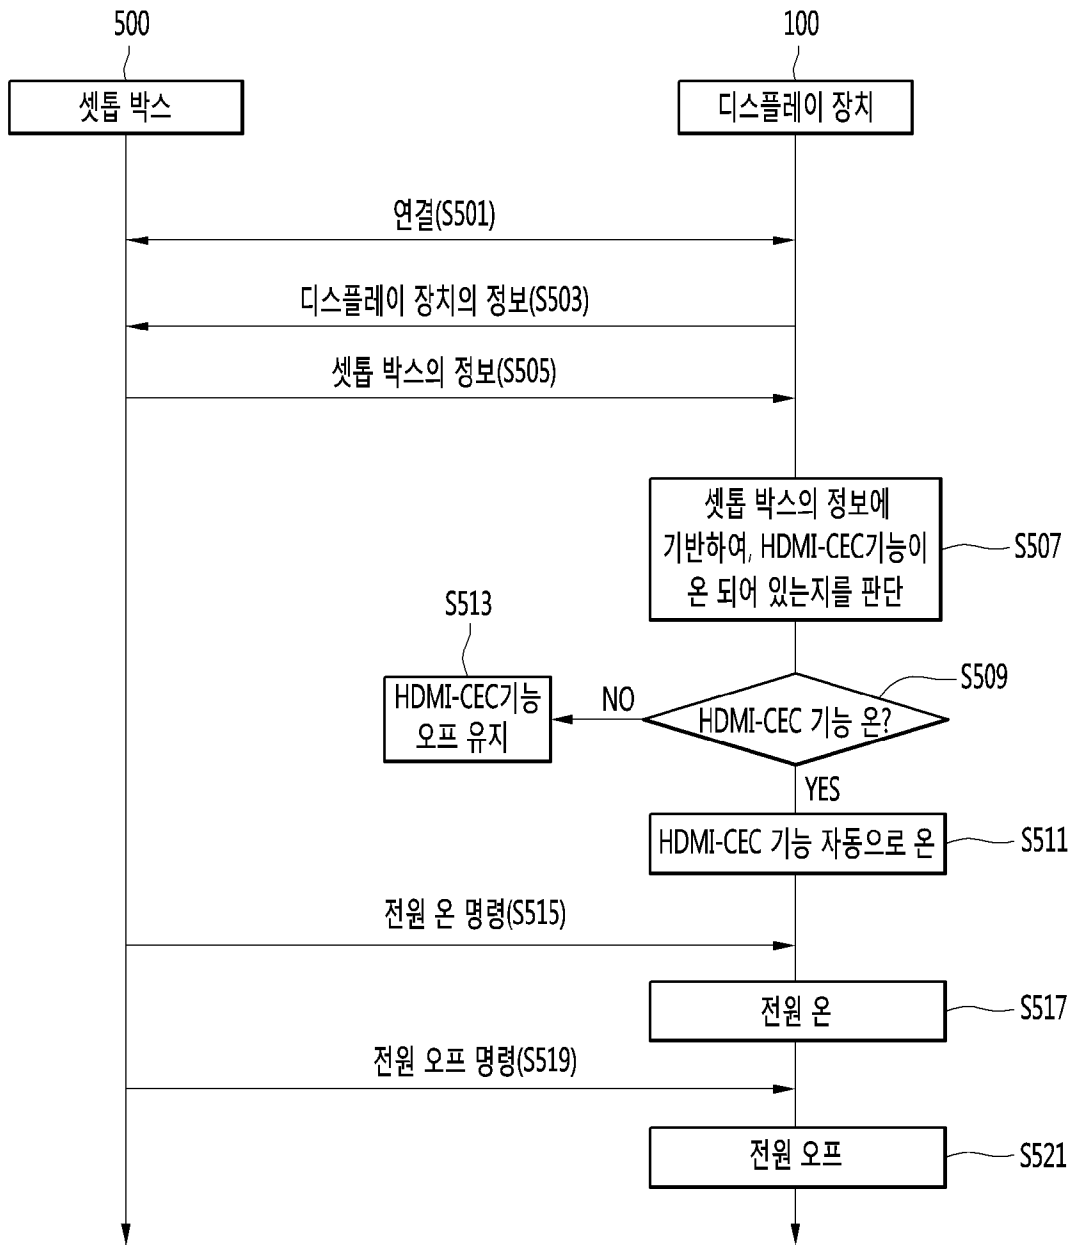 500
100
셋톱 박스
디스플레이 장치
연결(S501)
디스플레이 장치의 정보(S503)
셋톱 박스의 정보(S505)
셋톱 박스의 정보에
기반하여, HDMI-CEC기능이
온 되어 있는지를 판단
S507
S513
HDMI-CEC기능
오프 유지
NO
S509
HDMI-CEC 기능 온?
YES
HDMI-CEC 기능 자동으로 온
S511
전원 온 명령(S515)
전원 온
S517
전원 오프 명령(S519)
전원 오프
S521